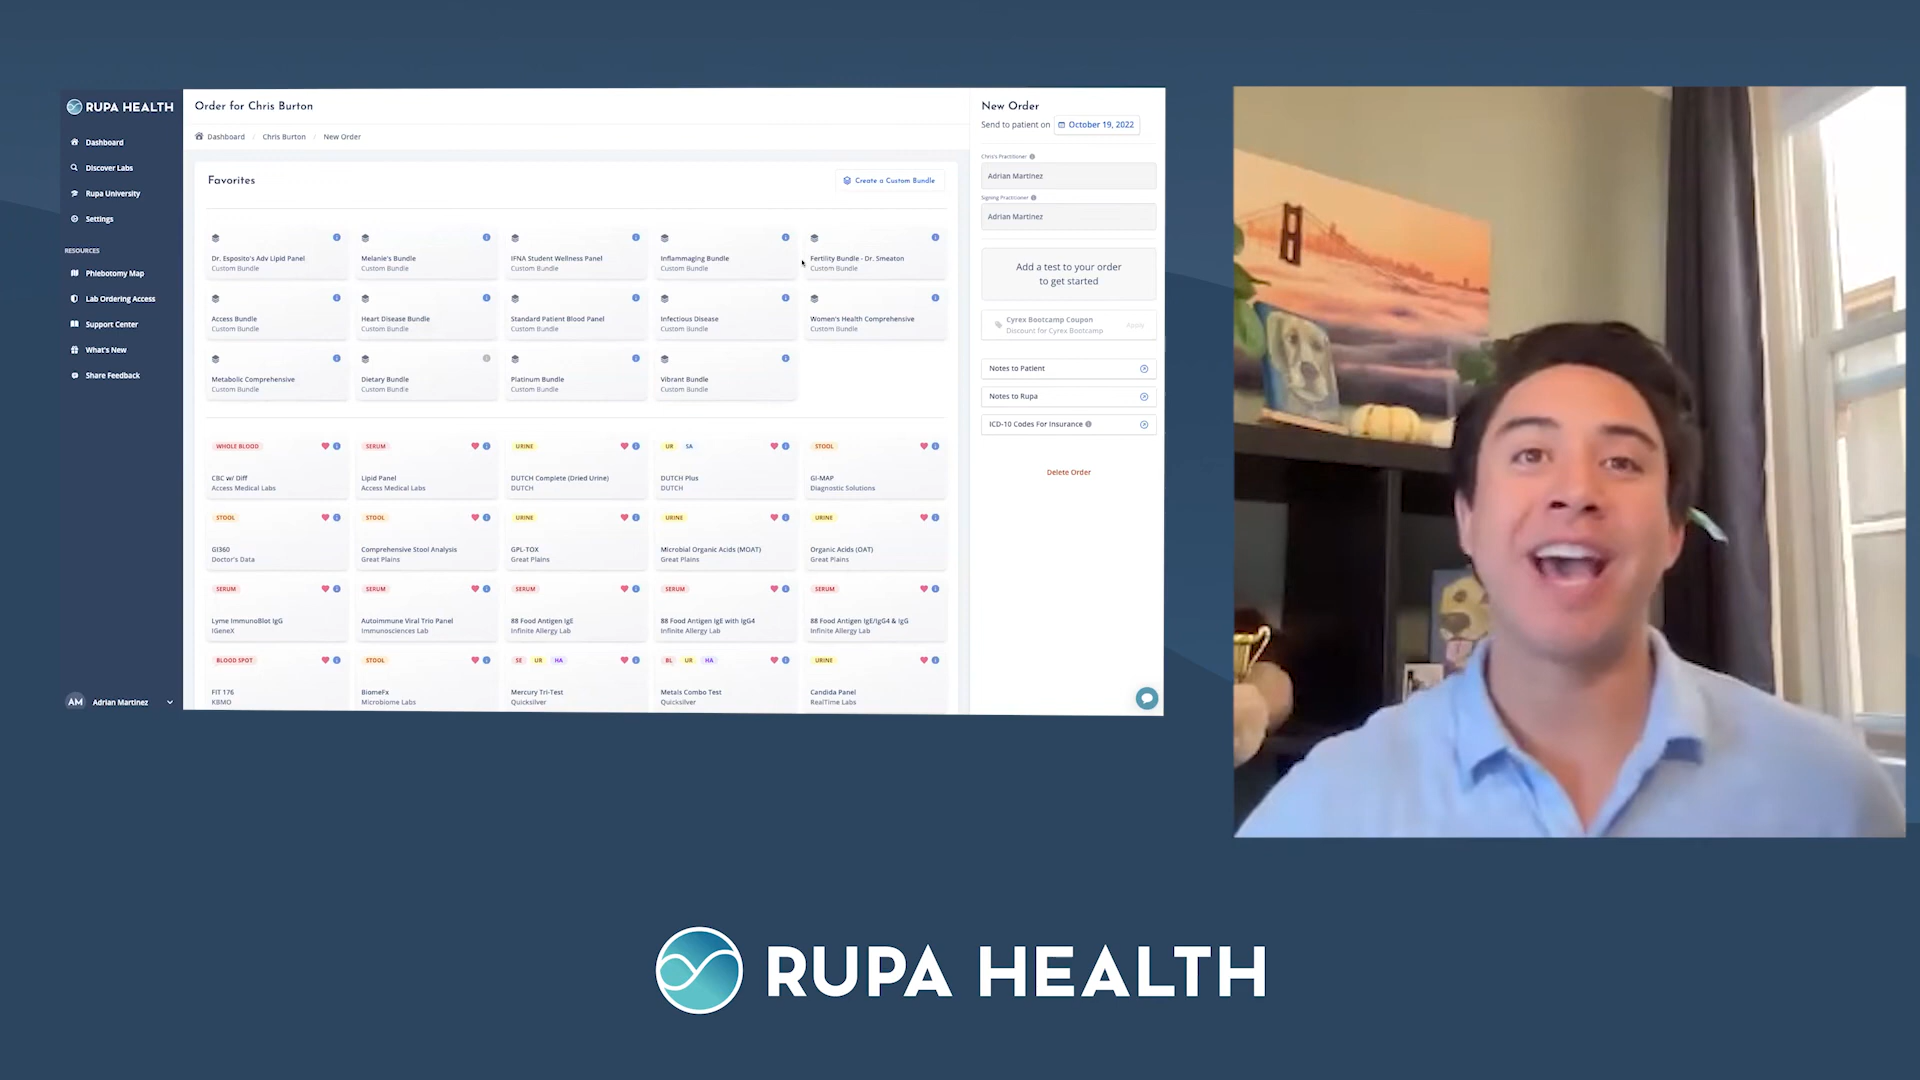 RUPA HEALTH
Dashboard
Discover Labs
Rupa University
Settings
RESOURCES
Phlebotomy Map
Lab Ordering Access
Support Center
What's New
Share Feedback
AM Adrian Martinez
Order for Chris Burton
Dashboard / Chris Burton / New Order
Favorites
Create a Custom Bundle
Dr. Esposito's Adv Lipid Panel
Custom Bundle
Melanie's Bundle
Custom Bundle
IFNA Student Wellness Panel
Custom Bundle
Inflammaging Bundle
Custom Bundle
Fertility Bundle - Dr. Smeaton
Custom Bundle
Access Bundle
Custom Bundle
Heart Disease Bundle
Custom Bundle
Standard Patient Blood Panel
Custom Bundle
Infectious Disease
Custom Bundle
Women's Health Comprehensive
Custom Bundle
Metabolic Comprehensive
Custom Bundle
Dietary Bundle
Custom Bundle
Platinum Bundle
Custom Bundle
Vibrant Bundle
Custom Bundle
WHOLE BLOOD
CBC w/ Diff
Access Medical Labs
SERUM
Lipid Panel
Access Medical Labs
URINE
DUTCH Complete (Dried Urine)
DUTCH
UR SA
DUTCH Plus
DUTCH
STOOL
GI-MAP
Diagnostic Solutions
STOOL
GI360
Doctor's Data
STOOL
Comprehensive Stool Analysis
Great Plains
URINE
GPL-TOX
Great Plains
URINE
Microbial Organic Acids (MOAT)
Great Plains
URINE
Organic Acids (OAT)
Great Plains
SERUM
Lyme ImmunoBlot IgG
IGeneX
SERUM
Autoimmune Viral Trio Panel
Immunosciences Lab
SERUM
88 Food Antigen IgE
Infinite Allergy Lab
SERUM
88 Food Antigen IgE with IgG4
Infinite Allergy Lab
SERUM
88 Food Antigen IgE/IgG4 & IgG
Infinite Allergy Lab
BLOOD SPOT
FIT 176
KBMO
STOOL
BiomeFx
Microbiome Labs
SE UR HA
Mercury Tri-Test
Quicksilver
BL UR HA
Metals Combo Test
Quicksilver
URINE
Candida Panel
RealTime Labs
New Order
Send to patient on October 19, 2022
Chris's Practitioner
Adrian Martinez
Signing Practitioner
Adrian Martinez
Add a test to your order
to get started
Cyrex Bootcamp Coupon
Discount for Cyrex Bootcamp
Apply
Notes to Patient
Notes to Rupa
ICD-10 Codes For Insurance
Delete Order
RUPA HEALTH